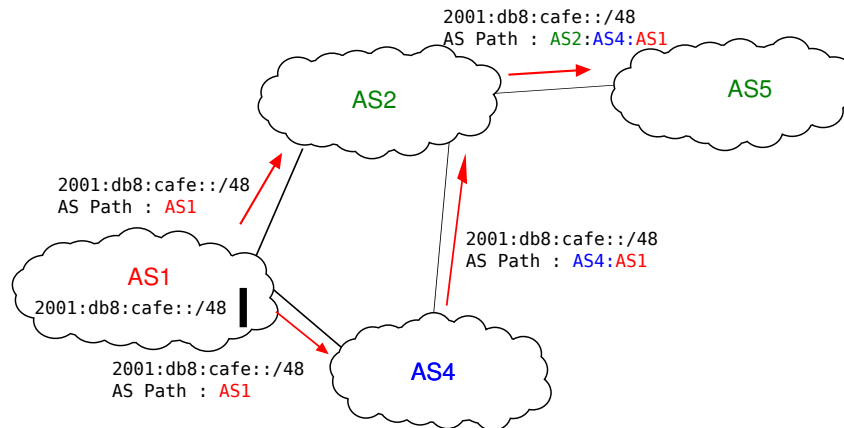 2001:db8:cafe::/48
AS Path : AS2:AS4:AS1
AS2
AS5
2001:db8:cafe::/48
AS Path : AS1
2001:db8:cafe::/48
AS Path : AS4:AS1
AS1
2001:db8:cafe::/48
2001:db8:cafe::/48
AS Path : AS1
AS4